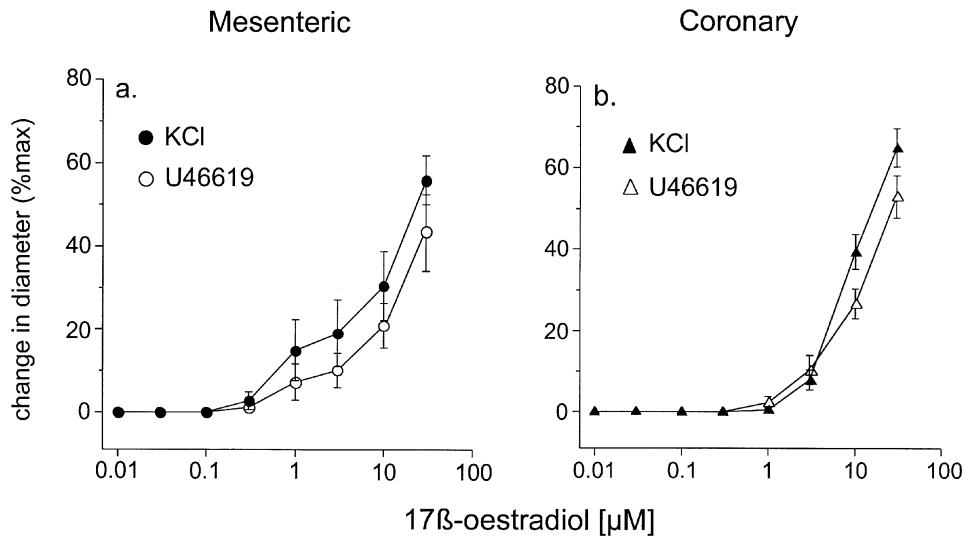 Mesenteric
Coronary
a.
b.
KCl
U46619
KCl
U46619
change in diameter (%max)
80
60
40
20
0
0.01 0.1 1 10 100
80
60
40
20
0
0.01 0.1 1 10 100
17ß-oestradiol [µM]